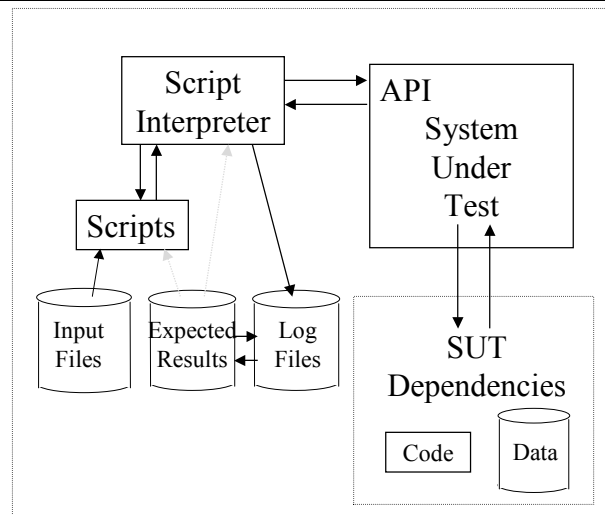 Script
Interpreter
API
System
Under
Test
Scripts
Input
Files
Expected
Results
Log
Files
SUT
Dependencies
Code
Data